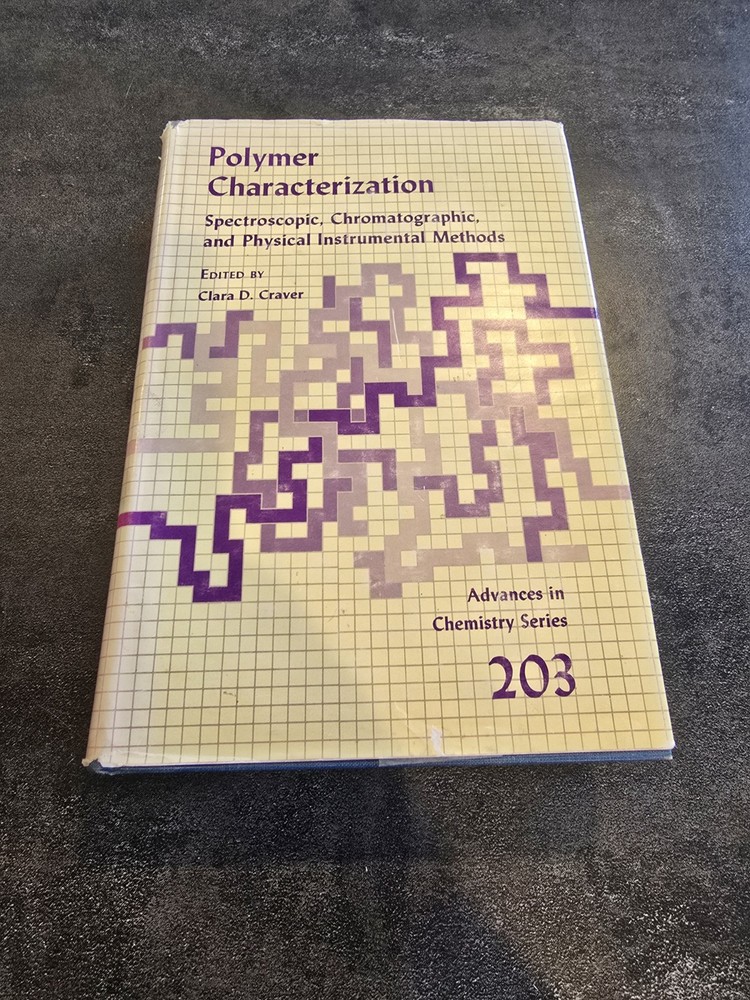 Polymer
Characterization
Spectroscopic, Chromatographic,
and Physical Instrumental Methods
EDITED BY
Clara D. Craver
Advances in
Chemistry Series
203